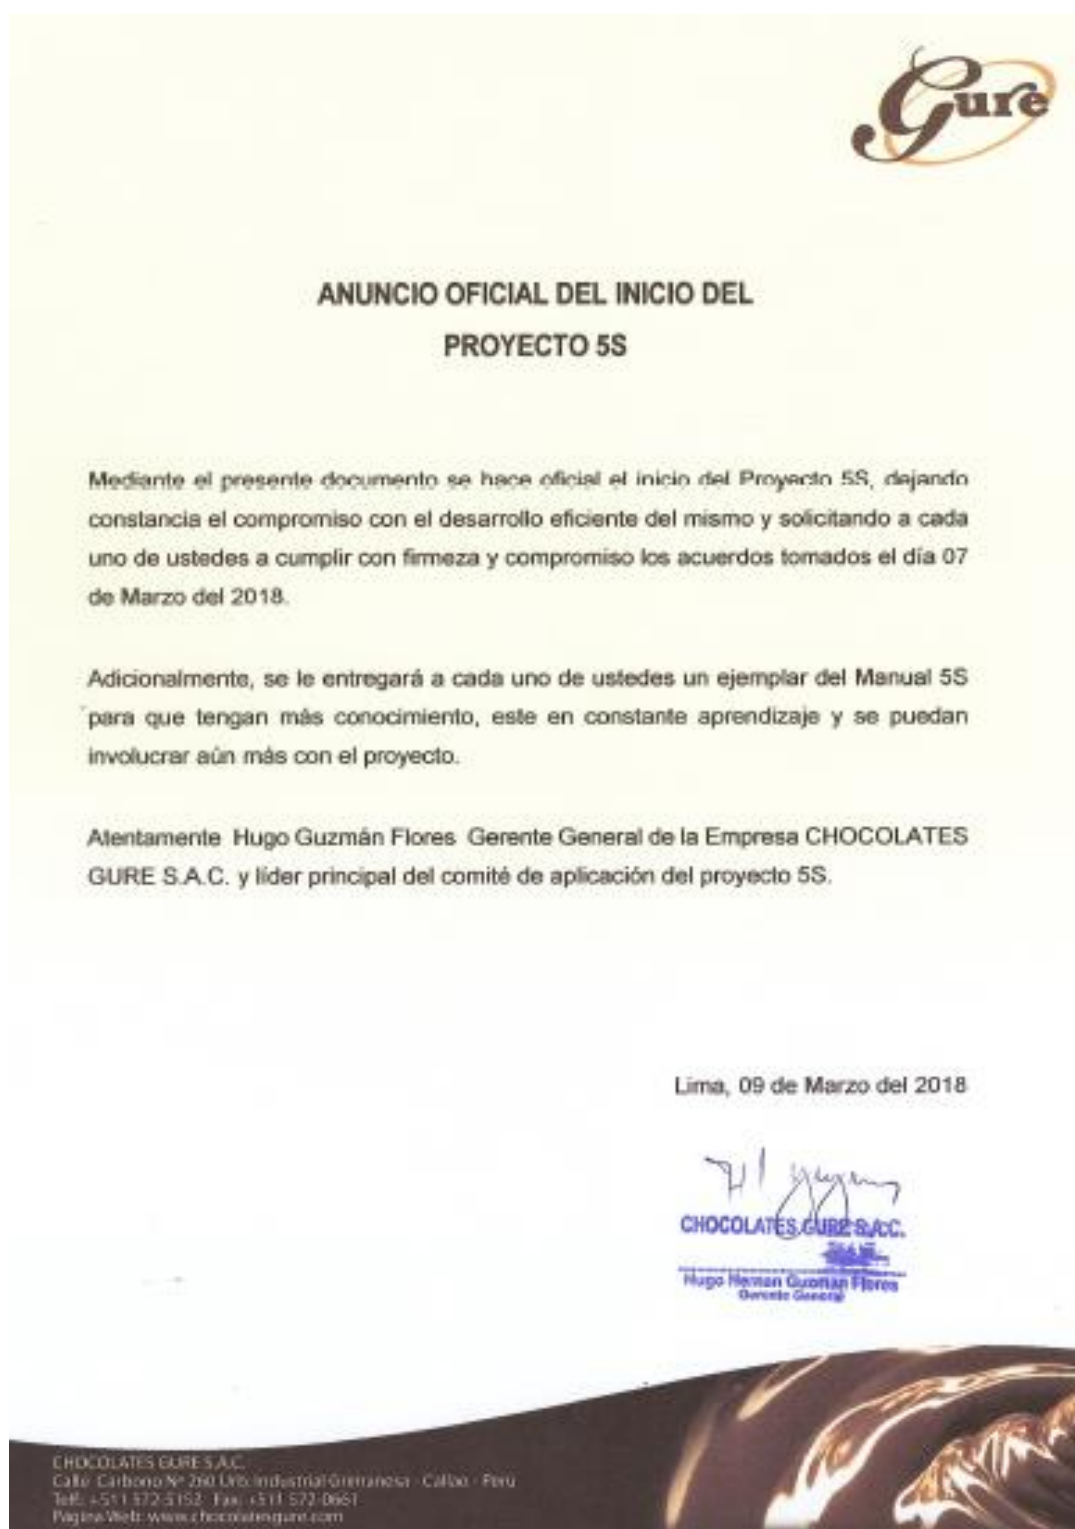 Gure
ANUNCIO OFICIAL DEL INICIO DEL
PROYECTO 5S
Mediante el presente documento se hace oficial el inicio del Proyecto 5S, dejando
constancia el compromiso con el desarrollo eficiente del mismo y solicitando a cada
uno de ustedes a cumplir con firmeza y compromiso los acuerdos tomados el día 07
de Marzo del 2018.
Adicionalmente, se le entregará a cada uno de ustedes un ejemplar del Manual 5S
para que tengan más conocimiento, este en constante aprendizaje y se puedan
involucrar aún más con el proyecto.
Atentamente Hugo Guzmán Flores Gerente General de la Empresa CHOCOLATES
GURE S.A.C. y líder principal del comité de aplicación del proyecto 5S.
Lima, 09 de Marzo del 2018
CHOCOLATES GURE S.A.C.
Hugo Hernan Guzman Flores
Gerente General
CHOCOLATES GURE S.A.C.
Calle Carbono Nº 260 Urb. Industrial - Callao - Perú
Telf.: +511 572-5152 Fax: +511 572-0661
Página Web: www.chocolatesgure.com